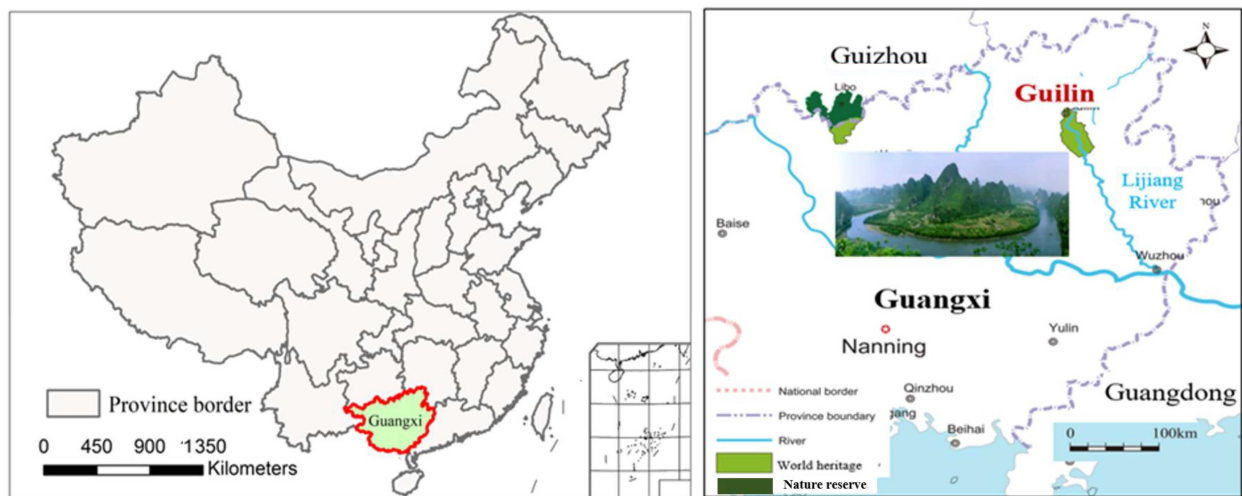 Guangxi
Province border
0 450 900 1350
Kilometers
N
Guizhou
Libo
Guilin
Lijiang
River
Baise
Wuzhou
Guangxi
Nanning
Yulin
Guangdong
National border
Qinzhou
Province boundary
River
Beihai
0 100km
World heritage
Nature reserve